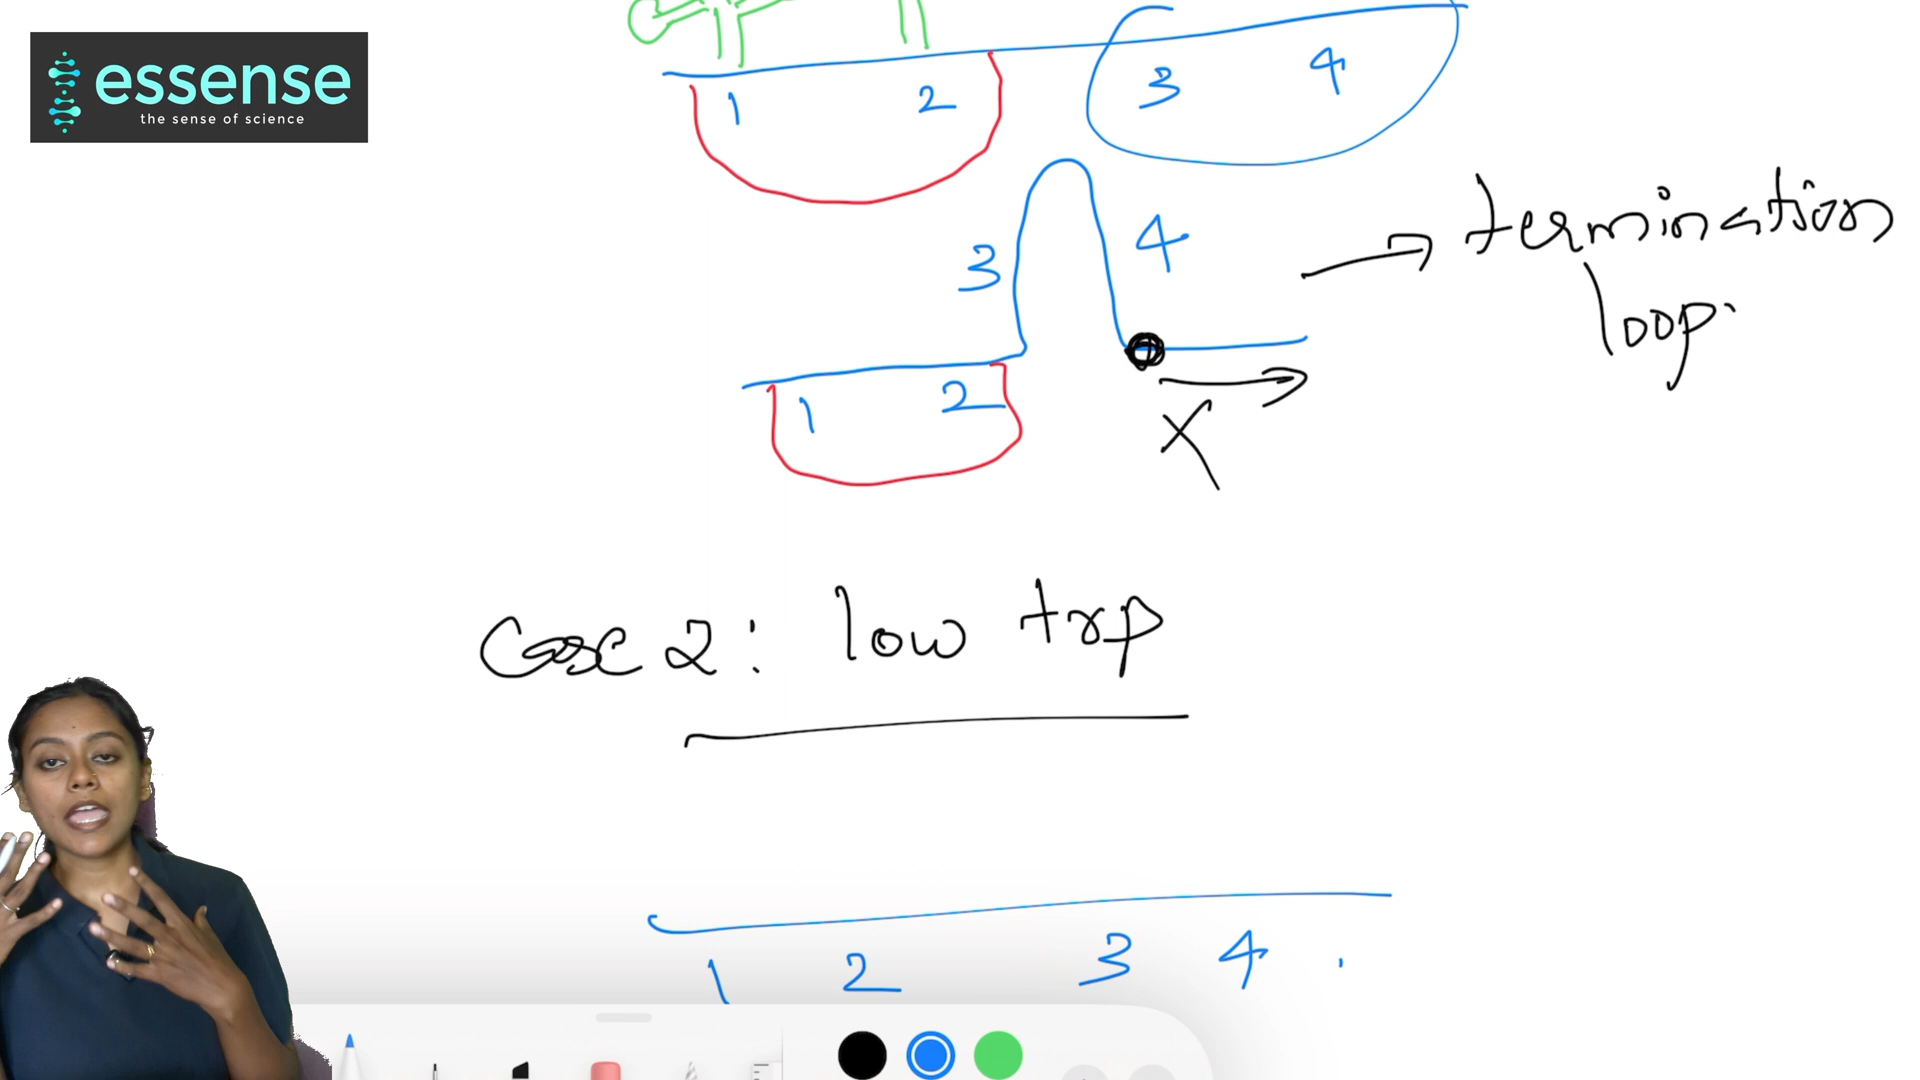 essense
the sense of science
1 2 3 4
3 4
termination
loop.
1 2
X
Case 2: low trp
1 2 3 4 .